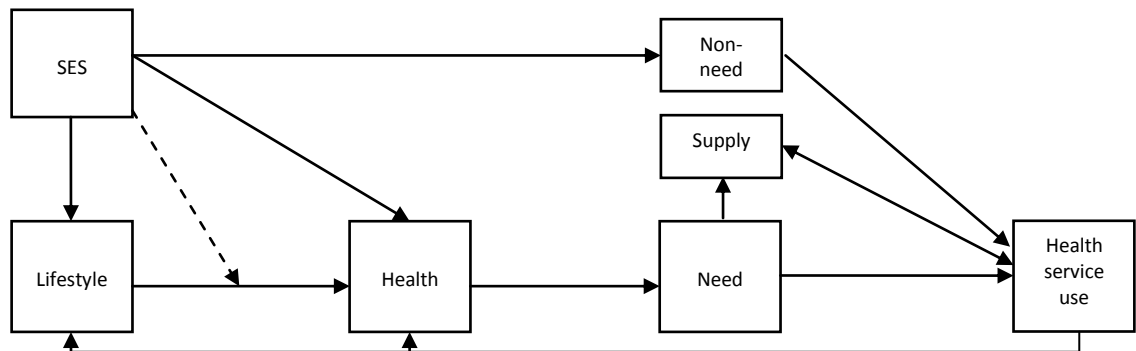 SES
Non-
need
Supply
Lifestyle
Health
Need
Health
service
use